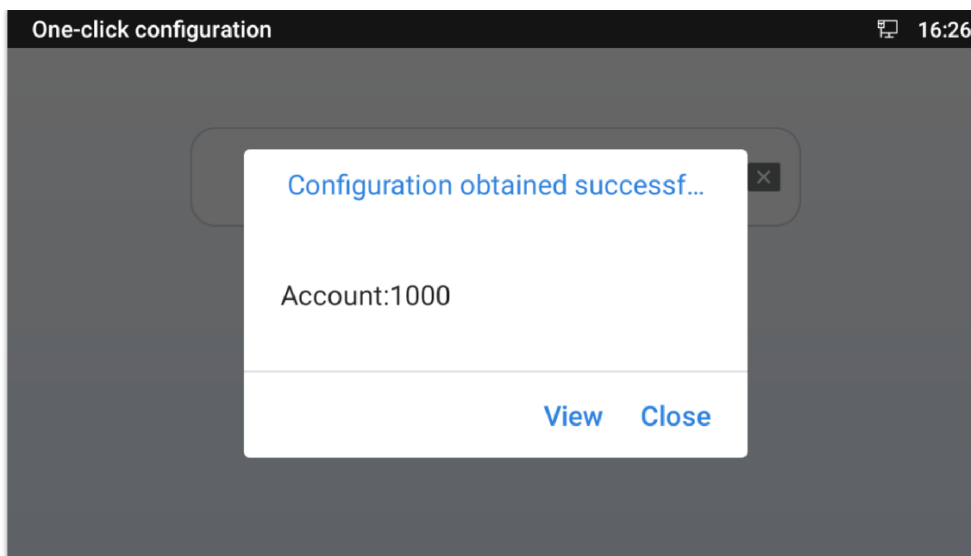 One-click configuration 16:26
Configuration obtained successf...
Account:1000
View Close